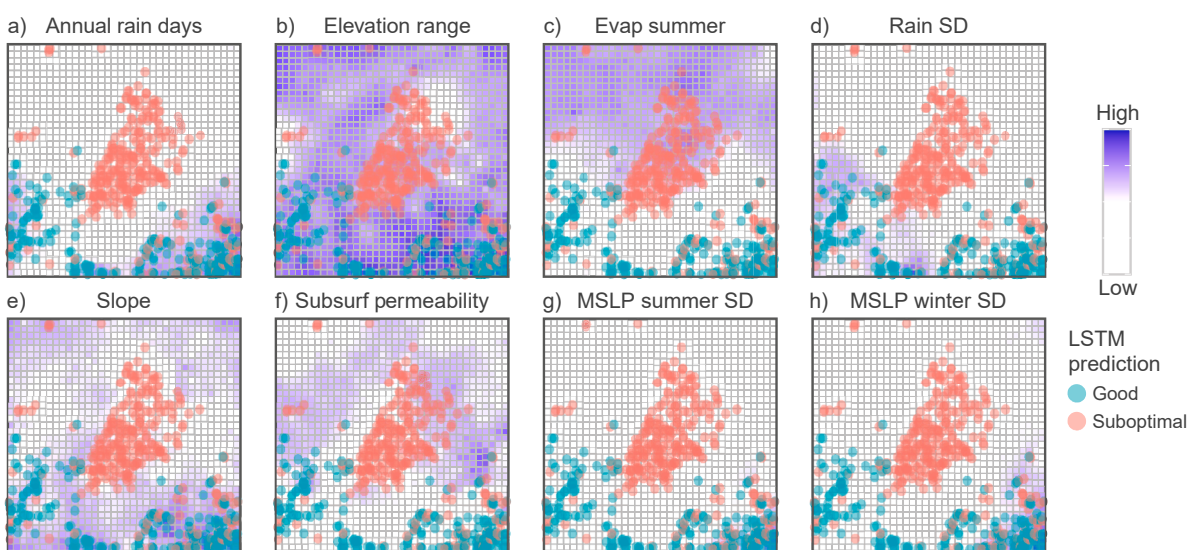 a) Annual rain days
b) Elevation range
c) Evap summer
d) Rain SD
High
Low
e) Slope
f) Subsurf permeability
g) MSLP summer SD
h) MSLP winter SD
LSTM
prediction
Good
Suboptimal